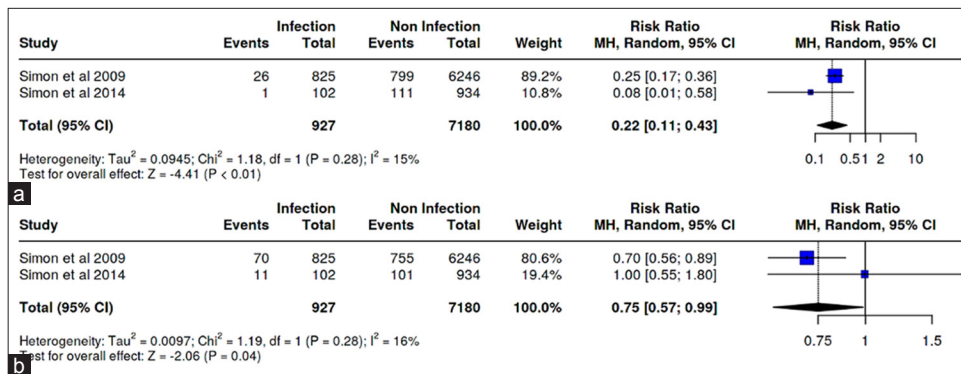 Infection Non Infection Risk Ratio Risk Ratio
Study Events Total Events Total Weight MH, Random, 95% CI MH, Random, 95% CI
Simon et al 2009 26 825 799 6246 89.2% 0.25 [0.17; 0.36]
Simon et al 2014 1 102 111 934 10.8% 0.08 [0.01; 0.58]
Total (95% CI) 927 7180 100.0% 0.22 [0.11; 0.43]
Heterogeneity: Tau² = 0.0945; Chi² = 1.18, df = 1 (P = 0.28); I² = 15%
0.1 0.5 1 2 10
Test for overall effect: Z = -4.41 (P < 0.01)
a
Infection Non Infection Risk Ratio Risk Ratio
Study Events Total Events Total Weight MH, Random, 95% CI MH, Random, 95% CI
Simon et al 2009 70 825 755 6246 80.6% 0.70 [0.56; 0.89]
Simon et al 2014 11 102 101 934 19.4% 1.00 [0.55; 1.80]
Total (95% CI) 927 7180 100.0% 0.75 [0.57; 0.99]
Heterogeneity: Tau² = 0.0097; Chi² = 1.19, df = 1 (P = 0.28); I² = 16%
0.75 1 1.5
Test for overall effect: Z = -2.06 (P = 0.04)
b